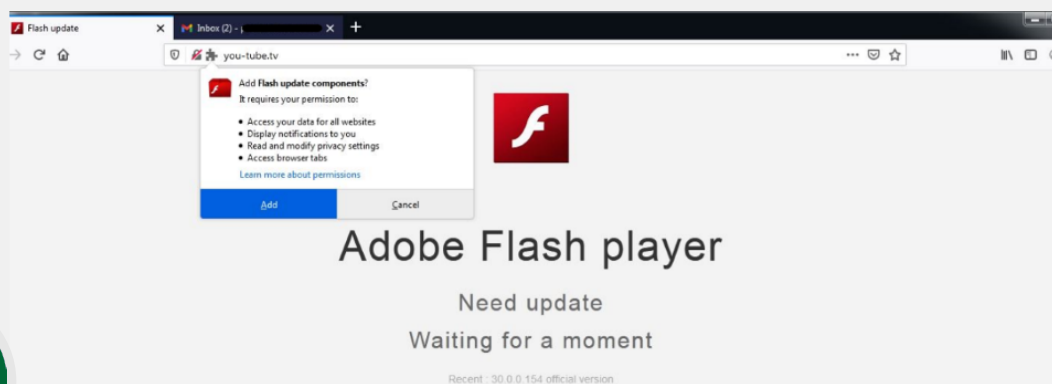 Flash update
Inbox (2) -
you-tube.tv
Add Flash update components?
It requires your permission to:
• Access your data for all websites
• Display notifications to you
• Read and modify privacy settings
• Access browser tabs
Learn more about permissions
Add
Cancel
Adobe Flash player
Need update
Waiting for a moment
Recent : 30.0.0.154 official version